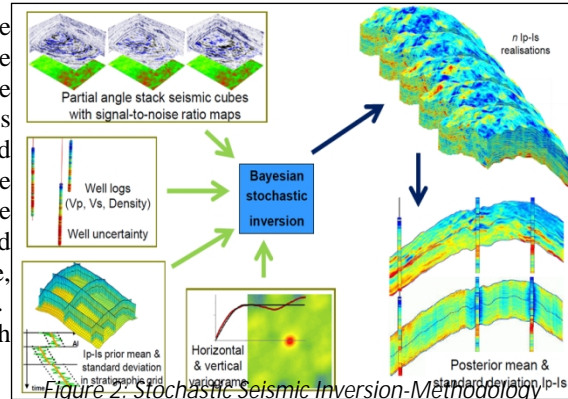 e
e
e
s
d
e
e
d
e,
.
h
Partial angle stack seismic cubes
with signal-to-noise ratio maps
n Ip-Is
realisations
Well logs
(Vp, Vs, Density)
Well uncertainty
Bayesian
stochastic
inversion
AI
Ip-Is prior mean &
standard deviation
in stratigraphic grid
time
Horizontal
& vertical
variograms
Posterior mean &
standard deviation Ip-Is
Figure 2: Stochastic Seismic Inversion-Methodology